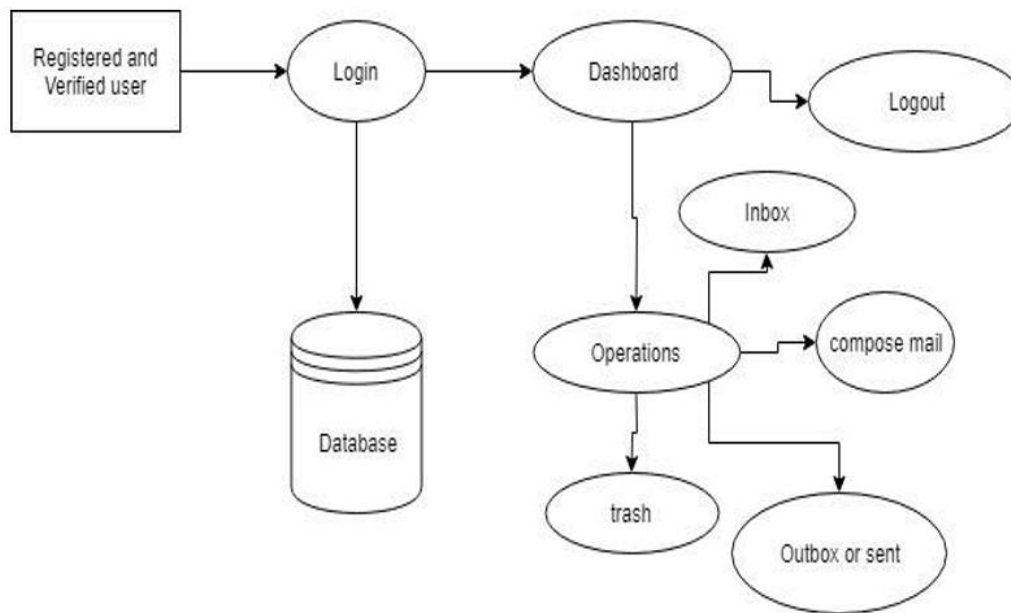 Registered and
Verified user
Login
Dashboard
Logout
Inbox
Operations
compose mail
Database
trash
Outbox or sent